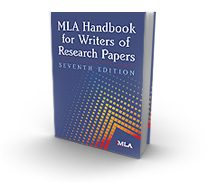 MLA Handbook
for Writers of
Research Papers
SEVENTH EDITION
MLA